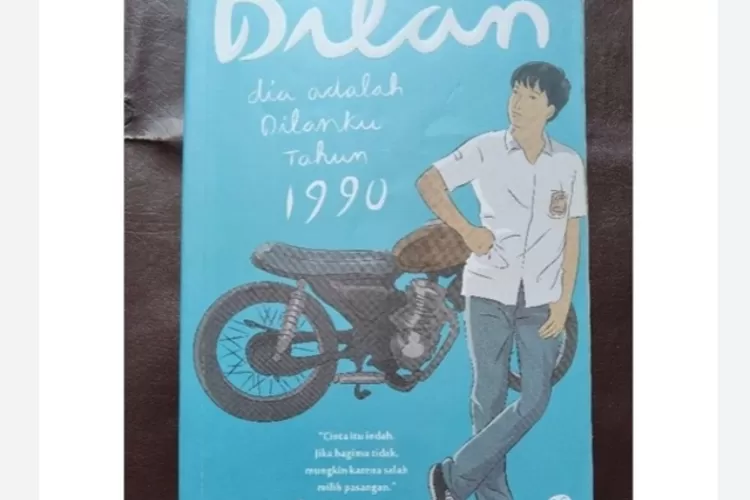 Dilan
dia adalah
Dilanku
Tahun
1990
"Cinta itu indah.
Jika bagimu tidak,
mungkin karena salah
milih pasangan."